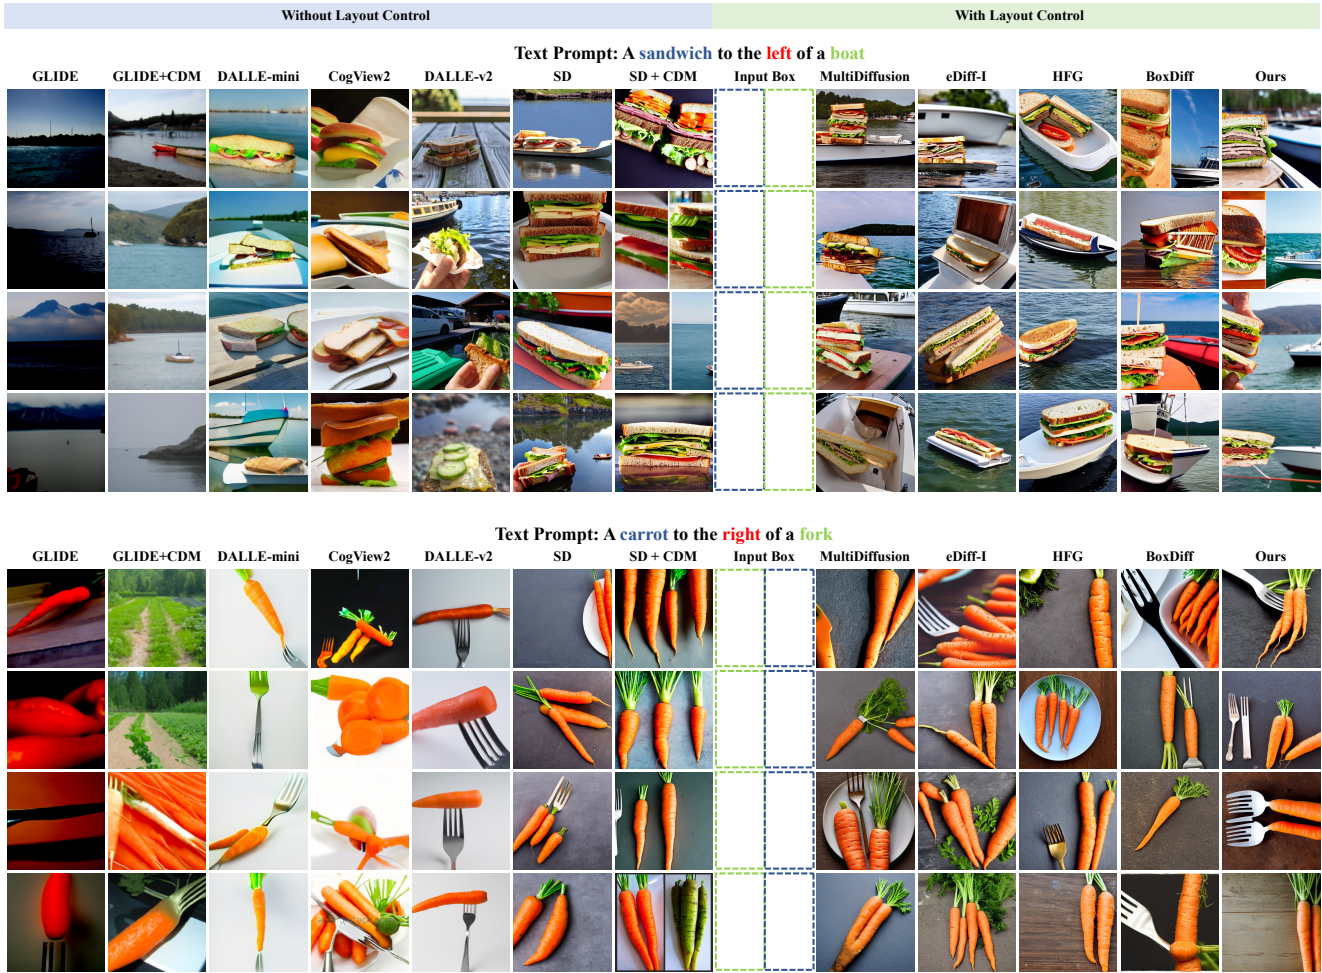 Without Layout Control With Layout Control
Text Prompt: A sandwich to the left of a boat
GLIDE GLIDE+CDM DALLE-mini CogView2 DALLE-v2 SD SD + CDM Input Box MultiDiffusion eDiff-I HFG BoxDiff Ours
Text Prompt: A carrot to the right of a fork
GLIDE GLIDE+CDM DALLE-mini CogView2 DALLE-v2 SD SD + CDM Input Box MultiDiffusion eDiff-I HFG BoxDiff Ours